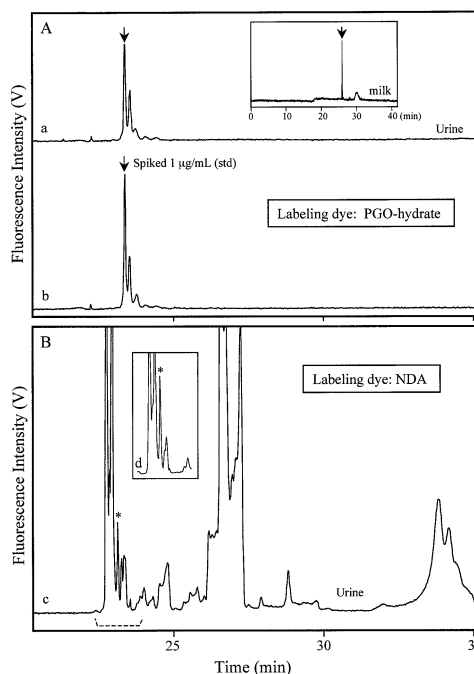 A
milk
0 10 20 30 40 (min)
a
Urine
Spiked 1 µg/mL (std)
Labeling dye: PGO-hydrate
b
Fluorescence Intensity (V)
B
Labeling dye: NDA
*
d
*
c
Urine
Fluorescence Intensity (V)
25 30 35
Time (min)